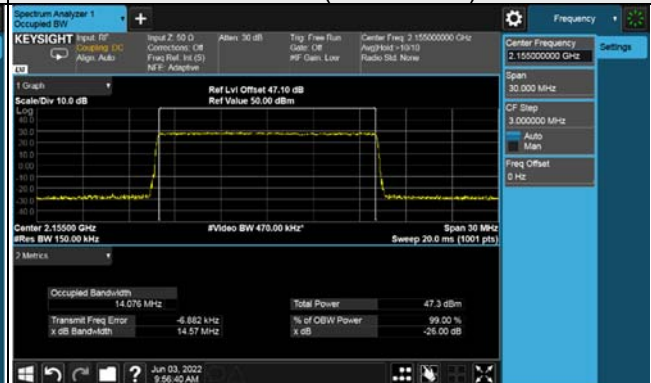 Spectrum Analyzer 1
Occupied BW
+
Frequency
KEYSIGHT Input: RF Input Z: 50 Ω Atten: 30 dB Trig: Free Run Center Freq: 2.155000000 GHz
Coupling: DC Corrections: Off Gate: Off Avg|Hold:>10/10
Align: Auto Freq Ref: Int (S) #IF Gain: Low Radio Std: None
NFE: Adaptive
LXI
Center Frequency
2.155000000 GHz
Settings
Span
30.000 MHz
CF Step
3.000000 MHz
Auto
Man
Freq Offset
0 Hz
1 Graph
Ref Lvl Offset 47.10 dB
Scale/Div 10.0 dB Ref Value 50.00 dBm
Log
40.0
30.0
20.0
10.0
0.00
-10.0
-20.0
-30.0
-40.0
Center 2.15500 GHz #Video BW 470.00 kHz* Span 30 MHz
#Res BW 150.00 kHz Sweep 20.0 ms (1001 pts)
2 Metrics
Occupied Bandwidth
14.076 MHz Total Power 47.3 dBm
Transmit Freq Error -6.882 kHz % of OBW Power 99.00 %
x dB Bandwidth 14.57 MHz x dB -26.00 dB
? Jun 03, 2022
9:56:40 AM